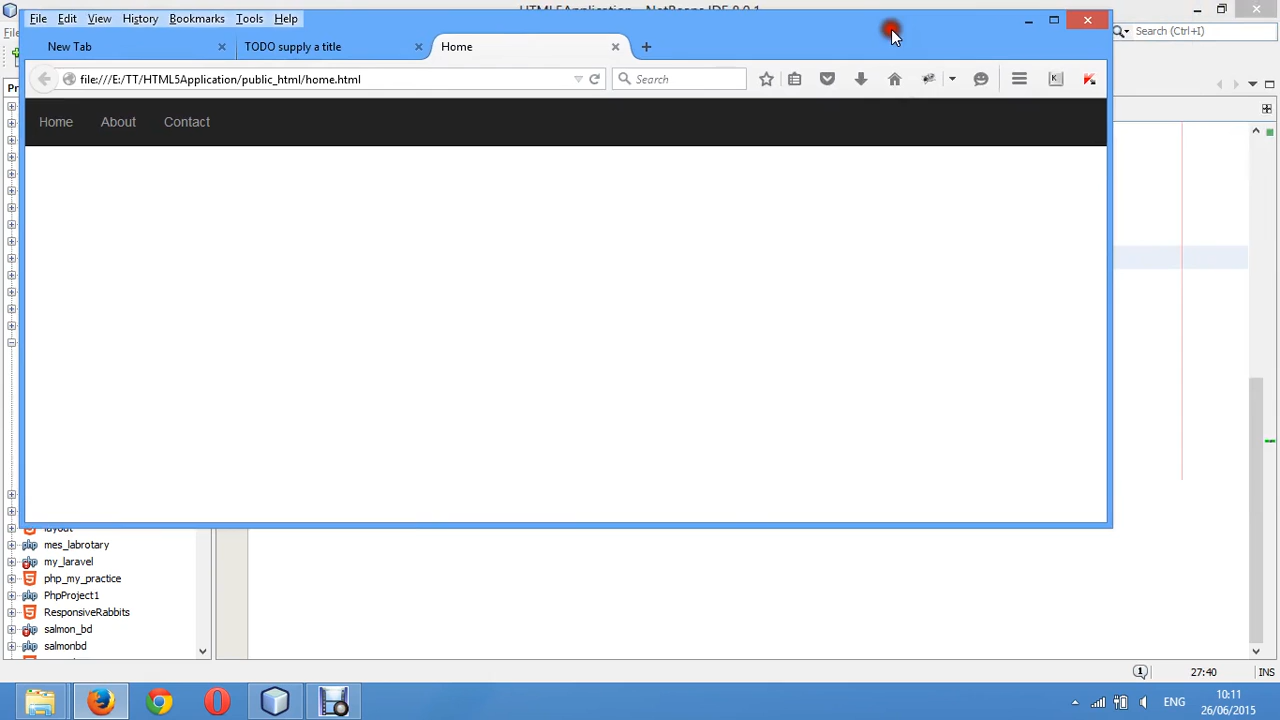 HTML5Application - NetBeans IDE 8.0.1
File Edit View History Bookmarks Tools Help
Search (Ctrl+I)
New Tab
TODO supply a title
Home
file:///E:/TT/HTML5Application/public_html/home.html
Search
Home About Contact
layout
mes_labrotary
my_laravel
php_my_practice
PhpProject1
ResponsiveRabbits
salmon_bd
salmonbd
1
27:40
INS
ENG
10:11
26/06/2015